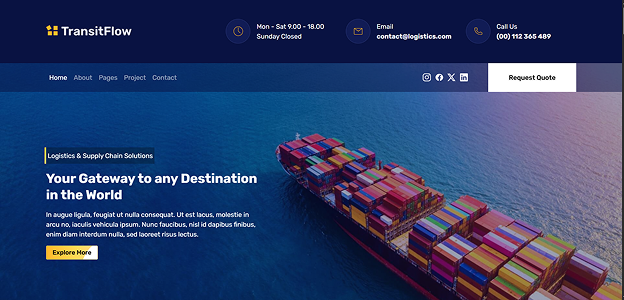 TransitFlow
Mon - Sat 9.00 - 18.00
Sunday Closed
Email
contact@logistics.com
Call Us
(00) 112 365 489
Home About Pages Project Contact
Request Quote
Logistics & Supply Chain Solutions
Your Gateway to any Destination
in the World
In augue ligula, feugiat ut nulla consequat. Ut est lacus, molestie in
arcu no, iaculis vehicula ipsum. Nunc faucibus, nisl id dapibus finibus,
enim diam interdum nulla, sed laoreet risus lectus.
Explore More